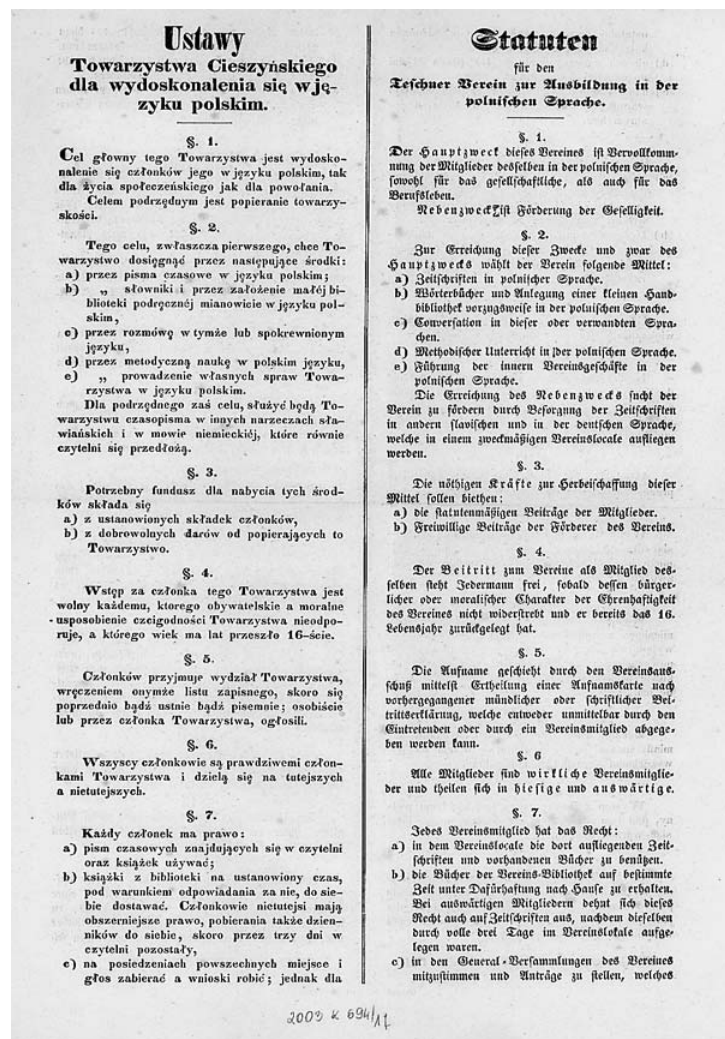 Ustawy
Towarzystwa Cieszyńskiego
dla wydoskonalenia się w ję-
zyku polskim.
§. 1.
Cel głowny tego Towarzystwa jest wydosko-
nalenie się członków jego w języku polskim, tak
dla życia społeczeńskiego jak dla powołania.
Celem podrzędnym jest popieranie towarzy-
skości.
§. 2.
Tego celu, zwłaszcza pierwszego, chce To-
warzystwo dosięgnąć przez następujące środki:
a) przez pisma czasowe w języku polskim;
b) „ słowniki i przez założenie małéj bi-
blioteki podręcznéj mianowicie w języku pol-
skim,
c) przez rozmówę w tymże lub spokrewnionym
języku,
d) przez metodyczną naukę w polskim języku,
e) „ prowadzenie własnych spraw Towa-
rzystwa w języku polskim.
Dla podrzędnego zaś celu, służyć będą To-
warzystwu czasopisma w innych narzeczach sła-
wiańskich i w mowie niemieckiéj, które równie
czytelni się przedłożą.
§. 3.
Potrzebny fundusz dla nabycia tych środ-
ków składa się
a) z ustanowionych składek członków,
b) z dobrowolnych darów od popierających to
Towarzystwo.
§. 4.
Wstęp za członka tego Towarzystwa jest
wolny każdemu, ktorego obywatelskie a moralne
usposobienie czcigodności Towarzystwa nieodpo-
ruje, a którego wiek ma lat przeszło 16-ście.
§. 5.
Członków przyjmuje wydział Towarzystwa,
wręczeniem onymże listu zapisnego, skoro się
poprzednio bądź ustnie bądź pisemnie; osobiście
lub przez członka Towarzystwa, ogłosili.
§. 6.
Wszyscy członkowie są prawdziwemi człon-
kami Towarzystwa i dzielą się na tutejszych
a nietutejszych.
§. 7.
Każdy członek ma prawo:
a) pism czasowych znajdujących się w czytelni
oraz książek używać;
b) książki z biblioteki na ustanowiony czas,
pod warunkiem odpowiadania za nie, do sie-
bie dostawać. Członkowie nietutejsi mają
obszerniejsze prawo, pobierania także dzien-
ników do siebie, skoro przez trzy dni w
czytelni pozostały,
c) na posiedzeniach powszechnych miejsce i
głos zabierać a wnioski robić; jednak dla
Statuten
für den
Teschner Verein zur Ausbildung in der
polnischen Sprache.
§. 1.
Der Hauptzweck dieses Vereines ist Vervollkomm-
nung der Mitglieder desselben in der polnischen Sprache,
sowohl für das gesellschaftliche, als auch für das
Berufsleben.
Nebenzweck ist Förderung der Geselligkeit.
§. 2.
Zur Erreichung dieser Zwecke und zwar des
Hauptzwecks wählt der Verein folgende Mittel:
a) Zeitschriften in polnischer Sprache.
b) Wörterbücher und Anlegung einer kleinen Hand-
bibliothek vorzugsweise in der polnischen Sprache.
c) Conversation in dieser oder verwandten Spra-
chen.
d) Methodischer Unterricht in der polnischen Sprache.
e) Führung der innern Vereinsgeschäfte in der
polnischen Sprache.
Die Erreichung des Nebenzwecks sucht der
Verein zu fördern durch Besorgung der Zeitschriften
in andern slavischen und in der deutschen Sprache,
welche in einem zweckmäßigen Vereinslocale aufliegen
werden.
§. 3.
Die nöthigen Kräfte zur Herbeischaffung dieser
Mittel sollen biethen:
a) die statutenmäßigen Beiträge der Mitglieder.
b) Freiwillige Beiträge der Förderer des Vereins.
§. 4.
Der Beitritt zum Vereine als Mitglied des-
selben steht Jedermann frei, sobald dessen bürger-
licher oder moralischer Charakter der Ehrenhaftigkeit
des Vereines nicht widerstrebt und er bereits das 16.
Lebensjahr zurückgelegt hat.
§. 5.
Die Aufname geschieht durch den Vereinsaus-
schuß mittelst Ertheilung einer Aufnamskarte nach
vorhergegangener mündlicher oder schriftlicher Bei-
trittserklärung, welche entweder unmittelbar durch den
Eintretenden oder durch ein Vereinsmitglied abgege-
ben werden kann.
§. 6
Alle Mitglieder sind wirkliche Vereinsmitglie-
der und theilen sich in hiesige und auswärtige.
§. 7.
Jedes Vereinsmitglied hat das Recht:
a) in dem Vereinslocale die dort aufliegenden Zeit-
schriften und vorhandenen Bücher zu benützen.
b) die Bücher der Vereins-Bibliothek auf bestimmte
Zeit unter Dafürhaftung nach Hause zu erhalten.
Bei auswärtigen Mitgliedern dehnt sich dieses
Recht auch auf Zeitschriften aus, nachdem dieselben
durch volle drei Tage im Vereinslokale aufge-
legen waren.
c) in den General-Versammlungen des Vereines
mitzustimmen und Anträge zu stellen, welches
2003 K 694/17